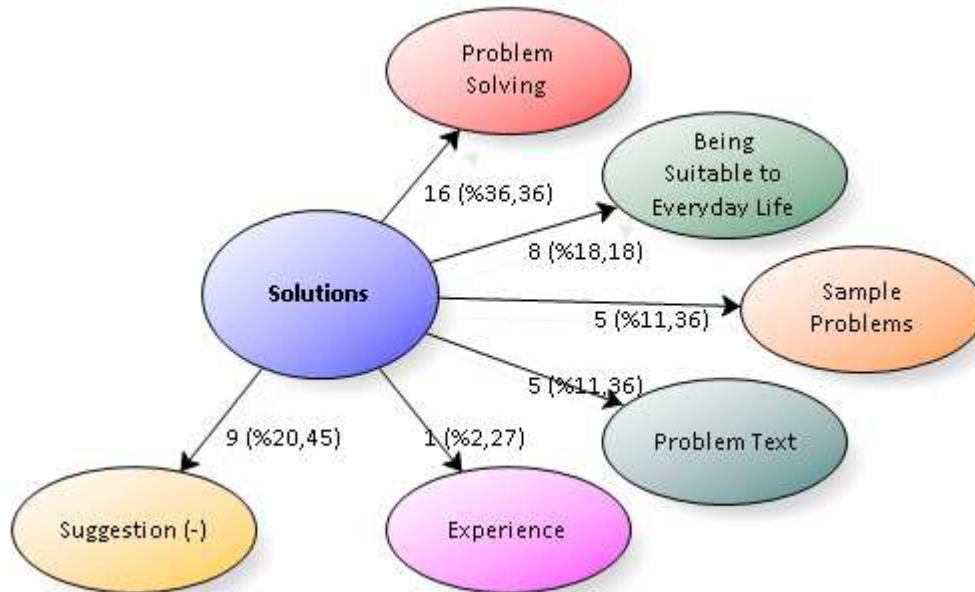 Problem
Solving
Being
Suitable to
Everyday Life
16 (%36,36)
8 (%18,18)
Solutions
Sample
Problems
5 (%11,36)
5 (%11,36)
Problem Text
9 (%20,45)
1 (%2,27)
Suggestion (-)
Experience